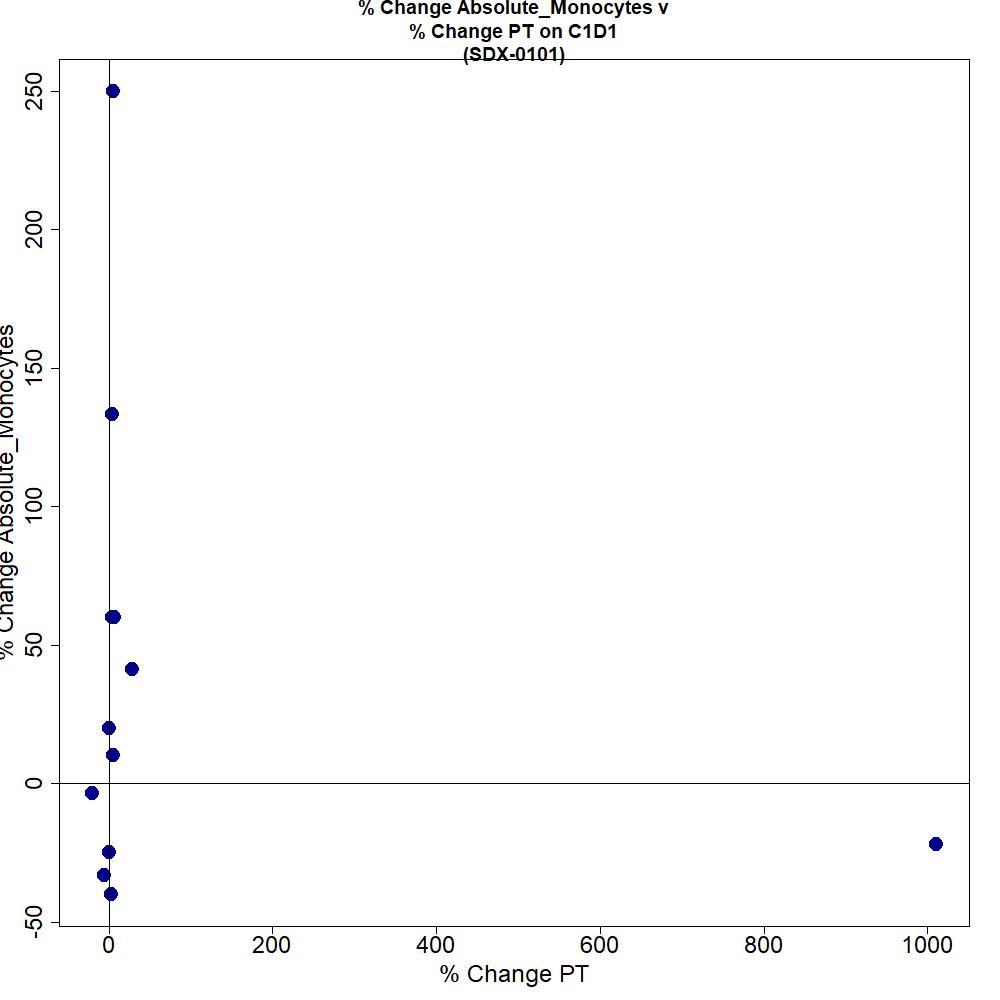 % Change Absolute_Monocytes v
% Change PT on C1D1
(SDX-0101)
% Change Absolute_Monocytes
250
200
150
100
50
0
-50
0
200
400
600
800
1000
% Change PT